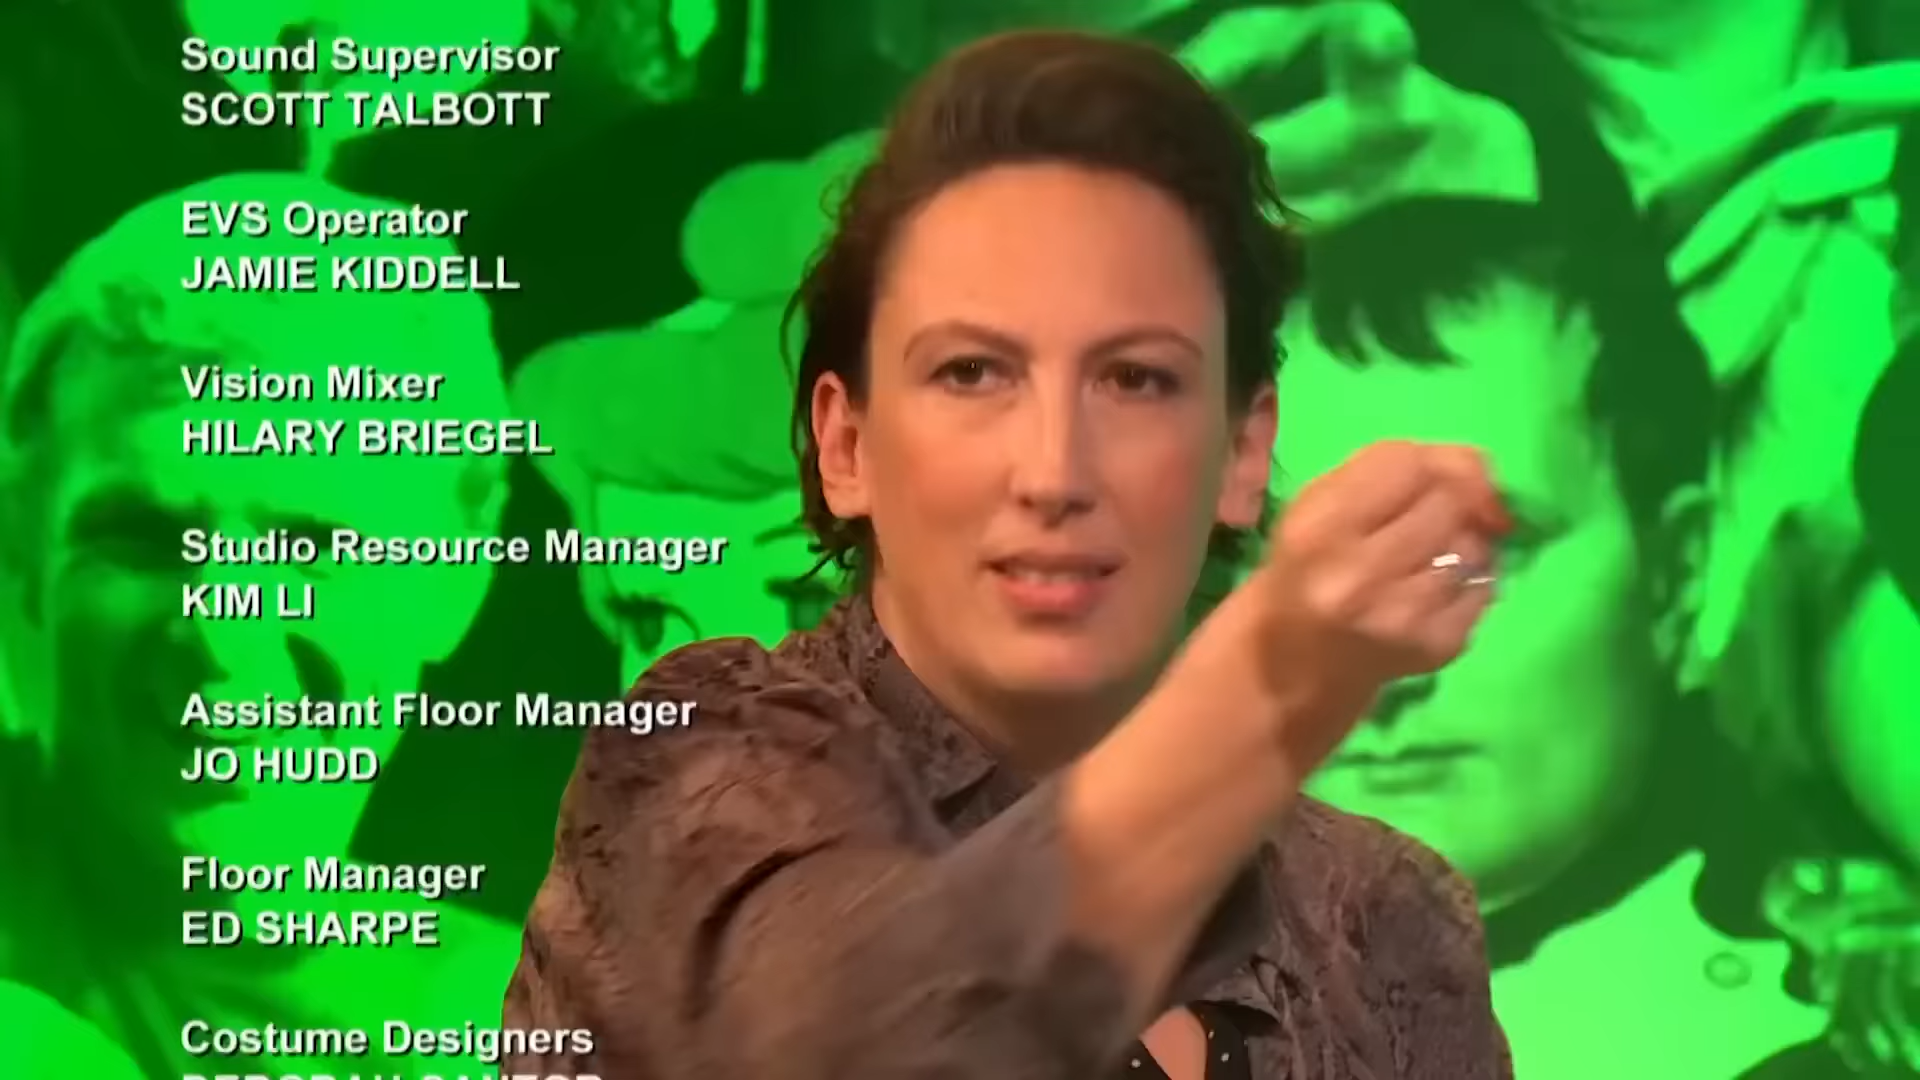 Sound Supervisor
SCOTT TALBOTT
EVS Operator
JAMIE KIDDELL
Vision Mixer
HILARY BRIEGEL
Studio Resource Manager
KIM LI
Assistant Floor Manager
JO HUDD
Floor Manager
ED SHARPE
Costume Designers